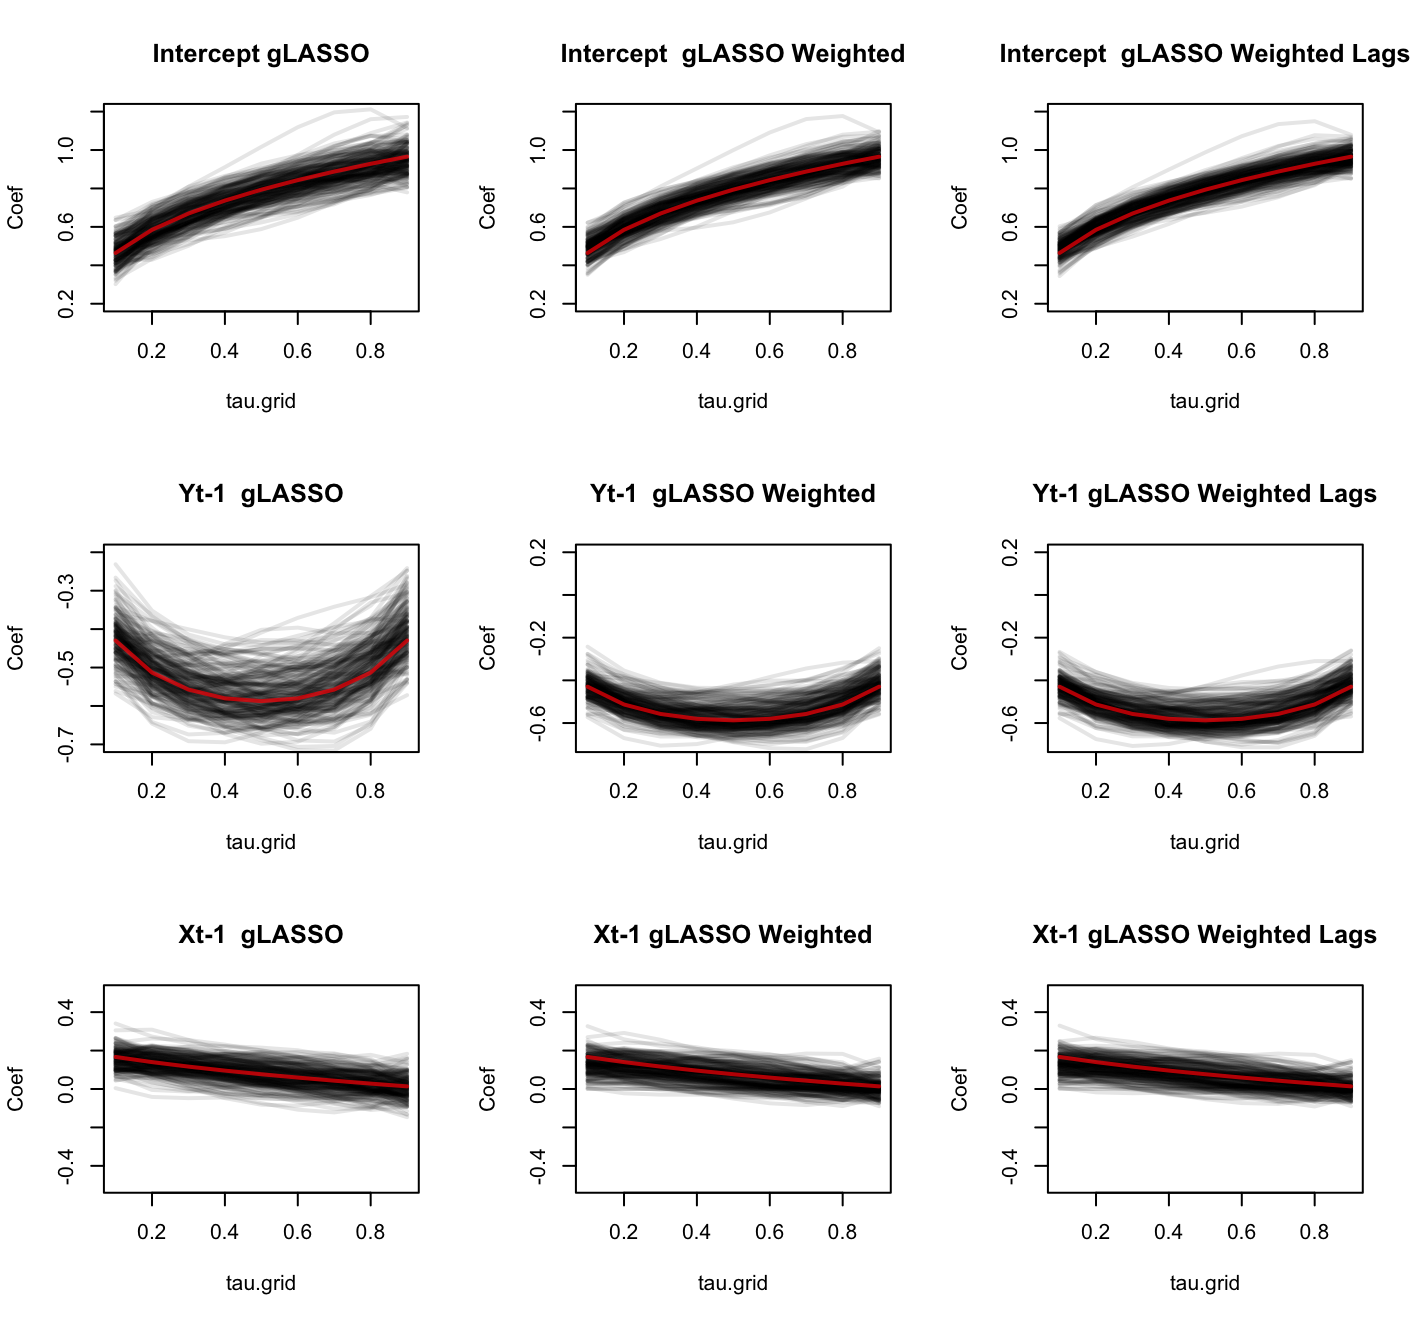 Intercept gLASSO
Coef
1.0
0.6
0.2
0.2 0.4 0.6 0.8
tau.grid
Intercept  gLASSO Weighted
Coef
1.0
0.6
0.2
0.2 0.4 0.6 0.8
tau.grid
Intercept  gLASSO Weighted Lags
Coef
1.0
0.6
0.2
0.2 0.4 0.6 0.8
tau.grid
Yt-1  gLASSO
Coef
-0.3
-0.5
-0.7
0.2 0.4 0.6 0.8
tau.grid
Yt-1  gLASSO Weighted
Coef
0.2
-0.2
-0.6
0.2 0.4 0.6 0.8
tau.grid
Yt-1 gLASSO Weighted Lags
Coef
0.2
-0.2
-0.6
0.2 0.4 0.6 0.8
tau.grid
Xt-1  gLASSO
Coef
0.4
0.0
-0.4
0.2 0.4 0.6 0.8
tau.grid
Xt-1 gLASSO Weighted
Coef
0.4
0.0
-0.4
0.2 0.4 0.6 0.8
tau.grid
Xt-1 gLASSO Weighted Lags
Coef
0.4
0.0
-0.4
0.2 0.4 0.6 0.8
tau.grid